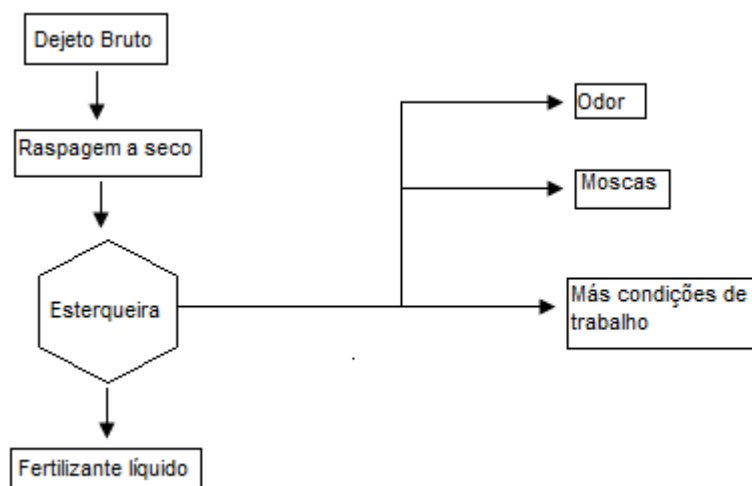 Dejeto Bruto
Raspagem a seco
Esterqueira
Fertilizante líquido
Odor
Moscas
Más condições de
trabalho